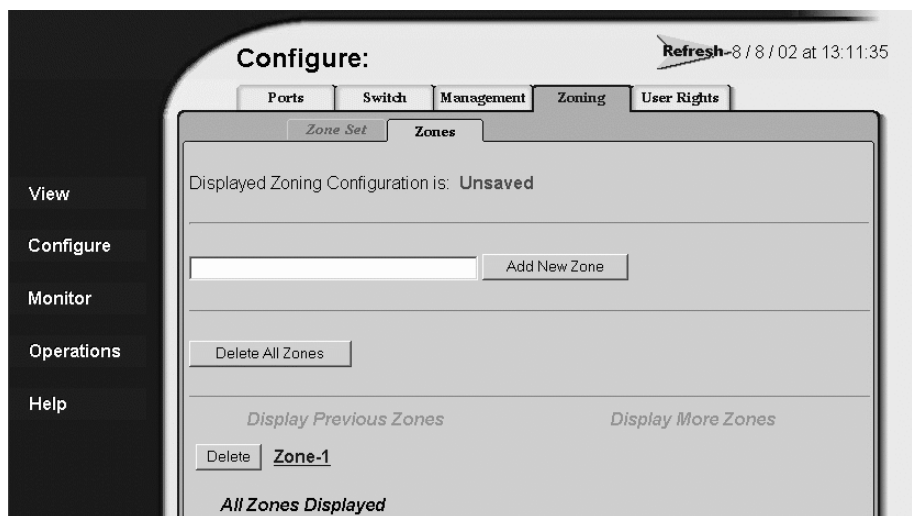 Configure:
Refresh-8 / 8 / 02 at 13:11:35
Ports Switch Management Zoning User Rights
Zone Set Zones
Displayed Zoning Configuration is: Unsaved
View
Configure
Add New Zone
Monitor
Operations
Delete All Zones
Help
Display Previous Zones Display More Zones
Delete Zone-1
All Zones Displayed